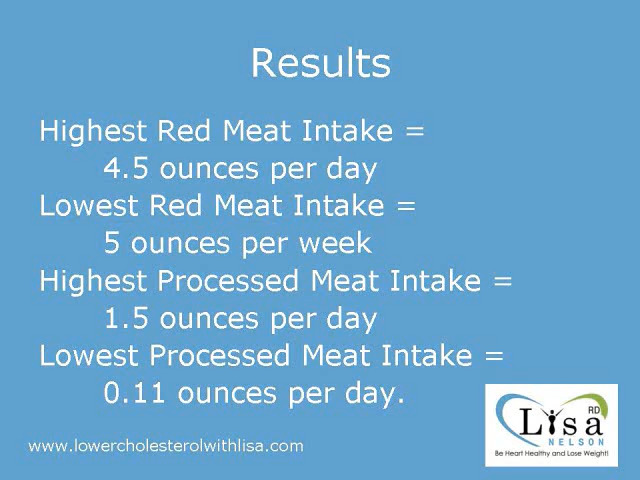 Results
Highest Red Meat Intake =
4.5 ounces per day
Lowest Red Meat Intake =
5 ounces per week
Highest Processed Meat Intake =
1.5 ounces per day
Lowest Processed Meat Intake =
0.11 ounces per day.
www.lowercholesterolwithlisa.com
Lisa RD
NELSON
Be Heart Healthy and Lose Weight!